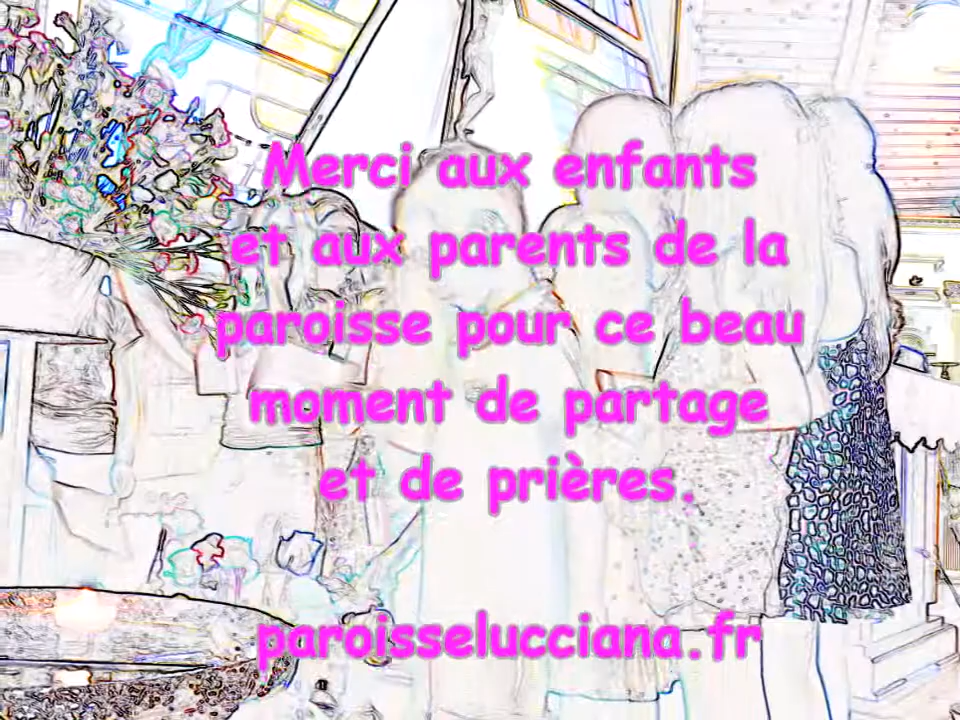 Merci aux enfants
et aux parents de la
paroisse pour ce beau
moment de partage
et de prières.
paroisselucciana.fr